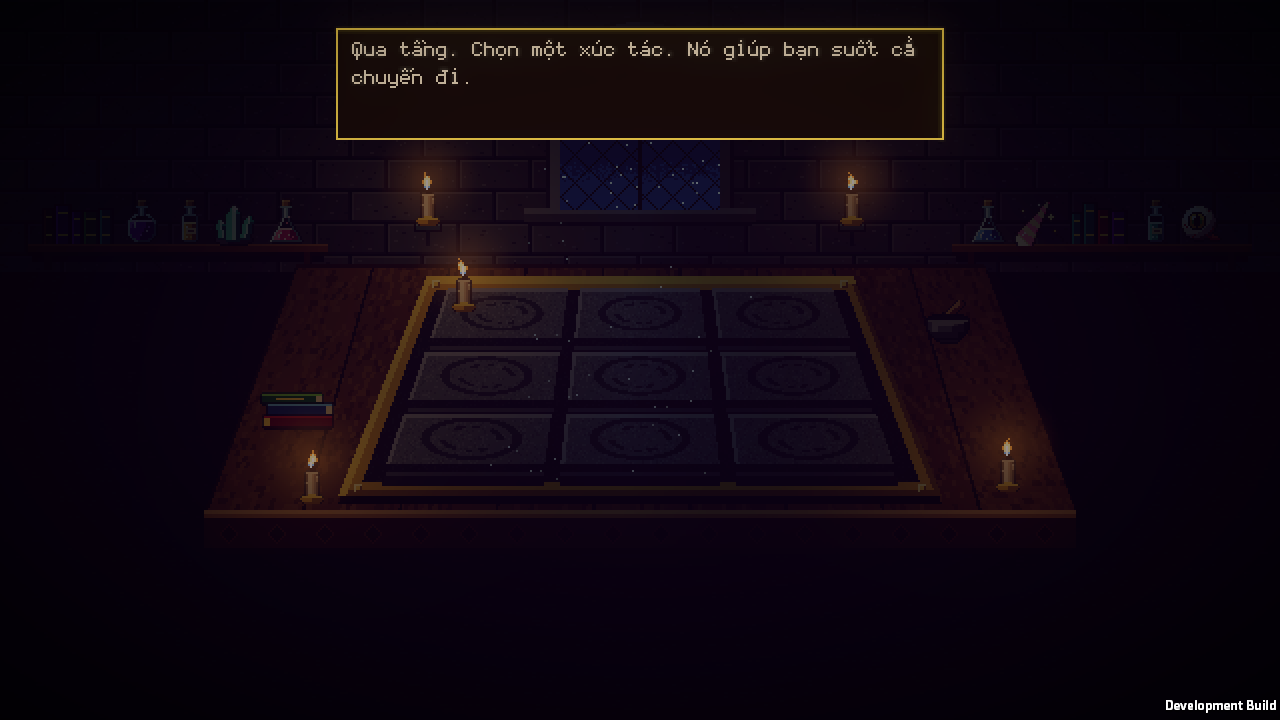 Qua tầng. Chọn một xúc tác. Nó giúp bạn suốt cả
chuyến đi.
Development Build